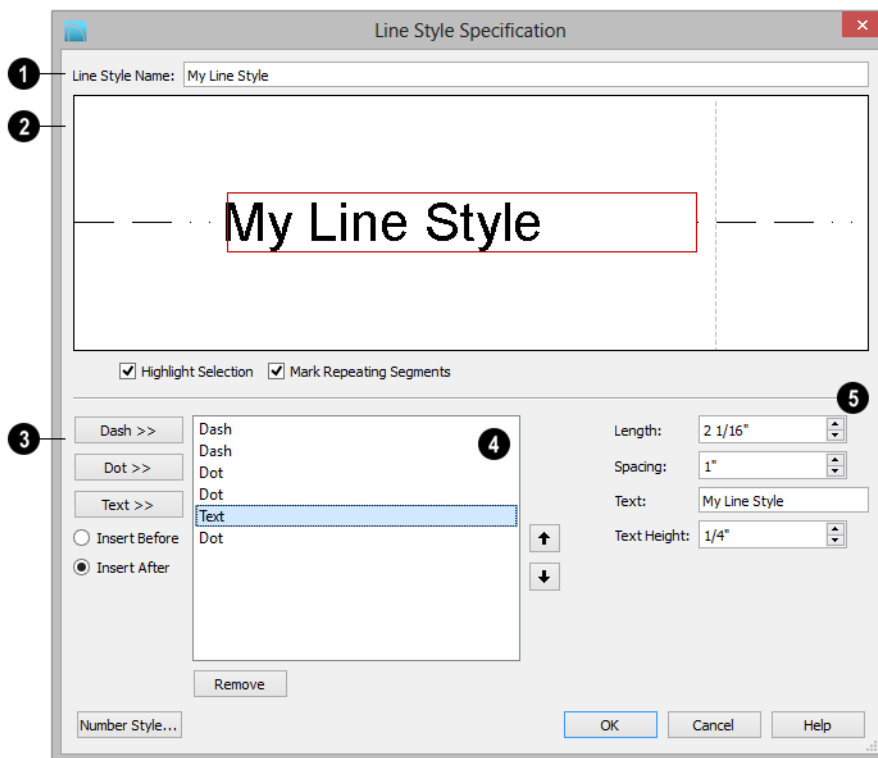 Line Style Specification
1 Line Style Name: My Line Style
2
My Line Style
Highlight Selection Mark Repeating Segments
5
3 Dash >> Dash 4 Length: 2 1/16"
Dash
Dot >> Dot Spacing: 1"
Dot
Text >> Text Text: My Line Style
Insert Before Dot Text Height: 1/4"
Insert After
Remove
Number Style... OK Cancel Help